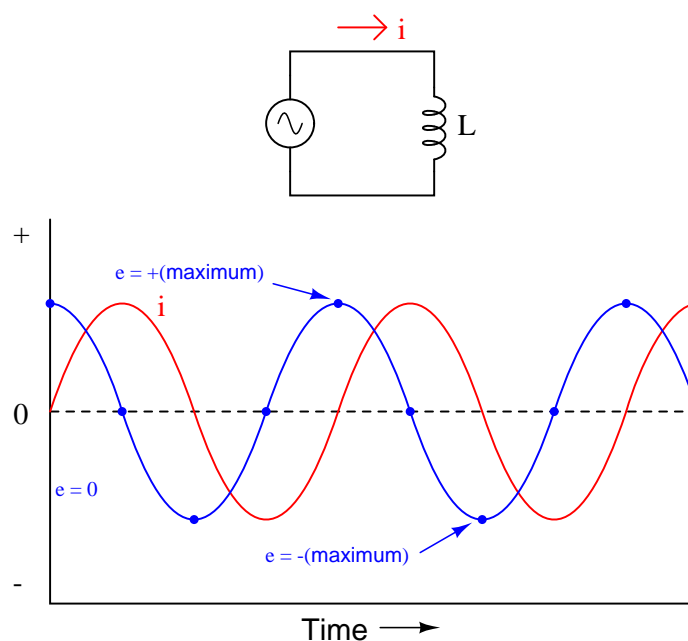 i
L
+
e = +(maximum)
i
0
e = 0
e = -(maximum)
-
Time